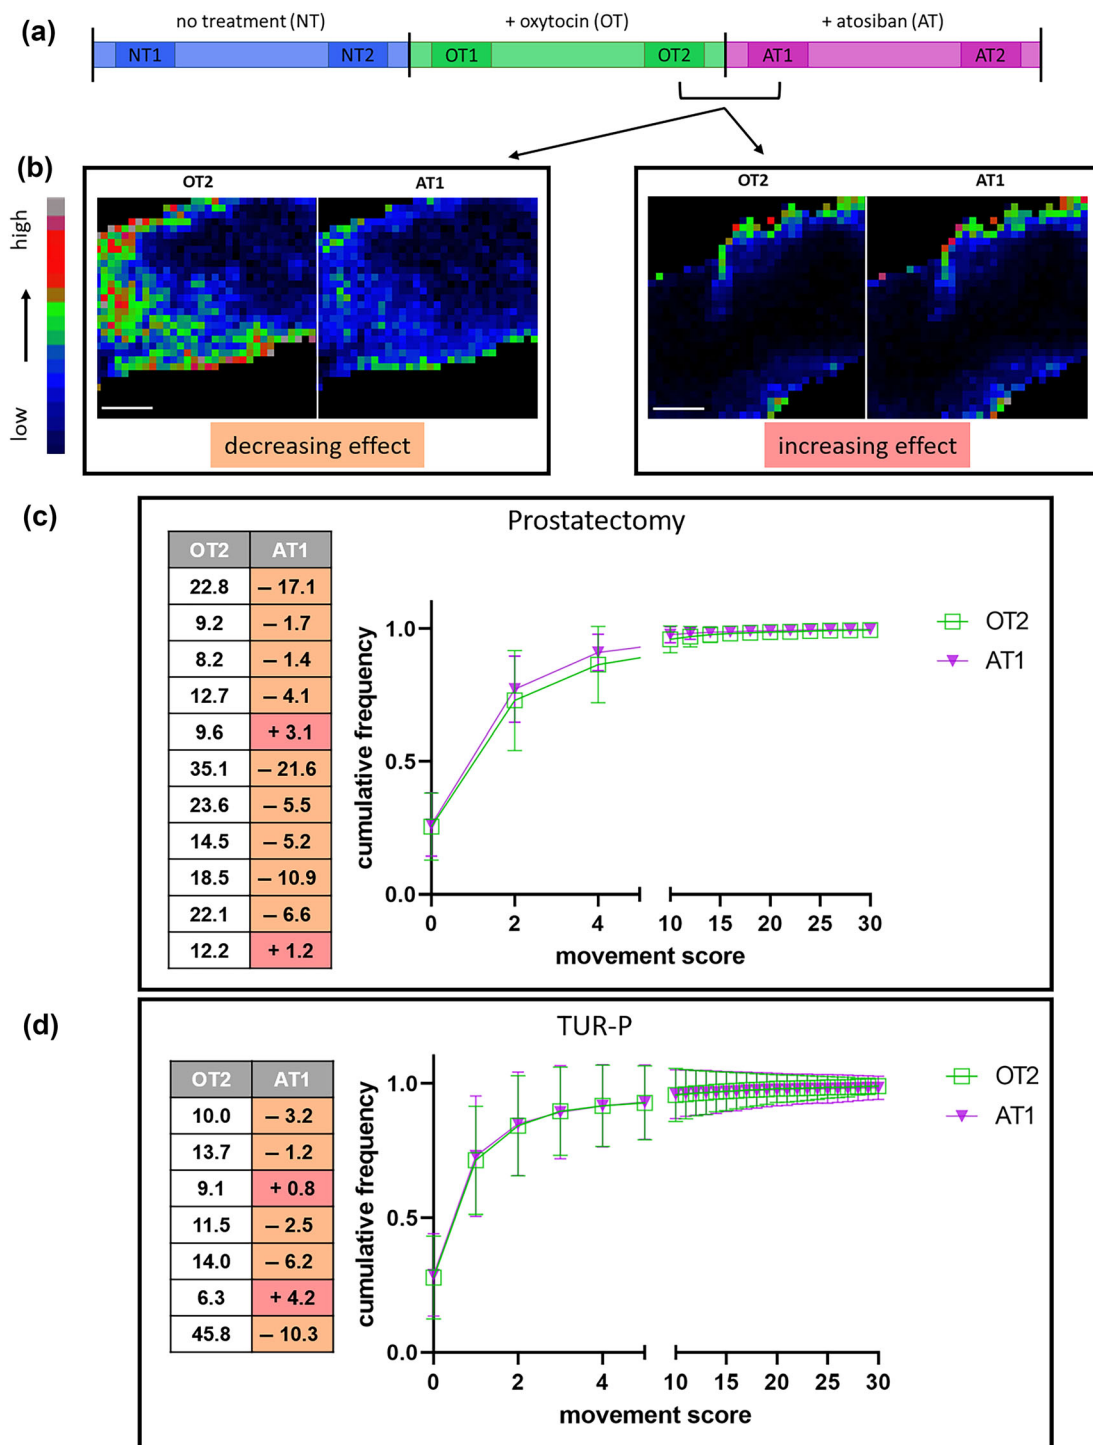 (a)
no treatment (NT) + oxytocin (OT) + atosiban (AT)
NT1 NT2 OT1 OT2 AT1 AT2
(b)
high
low
OT2 AT1
decreasing effect
OT2 AT1
increasing effect
(c)
Prostatectomy
OT2 AT1
22.8 – 17.1
9.2 – 1.7
8.2 – 1.4
12.7 – 4.1
9.6 + 3.1
35.1 – 21.6
23.6 – 5.5
14.5 – 5.2
18.5 – 10.9
22.1 – 6.6
12.2 + 1.2
cumulative frequency
1.0
0.5
0.0
0 2 4 10 15 20 25 30
movement score
OT2
AT1
(d)
TUR-P
OT2 AT1
10.0 – 3.2
13.7 – 1.2
9.1 + 0.8
11.5 – 2.5
14.0 – 6.2
6.3 + 4.2
45.8 – 10.3
cumulative frequency
1.0
0.5
0.0
0 2 4 10 15 20 25 30
movement score
OT2
AT1